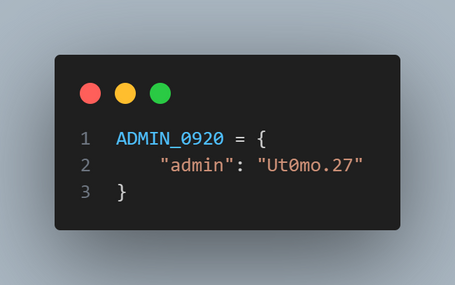 1 ADMIN_0920 = {
2     "admin": "Ut0mo.27"
3 }